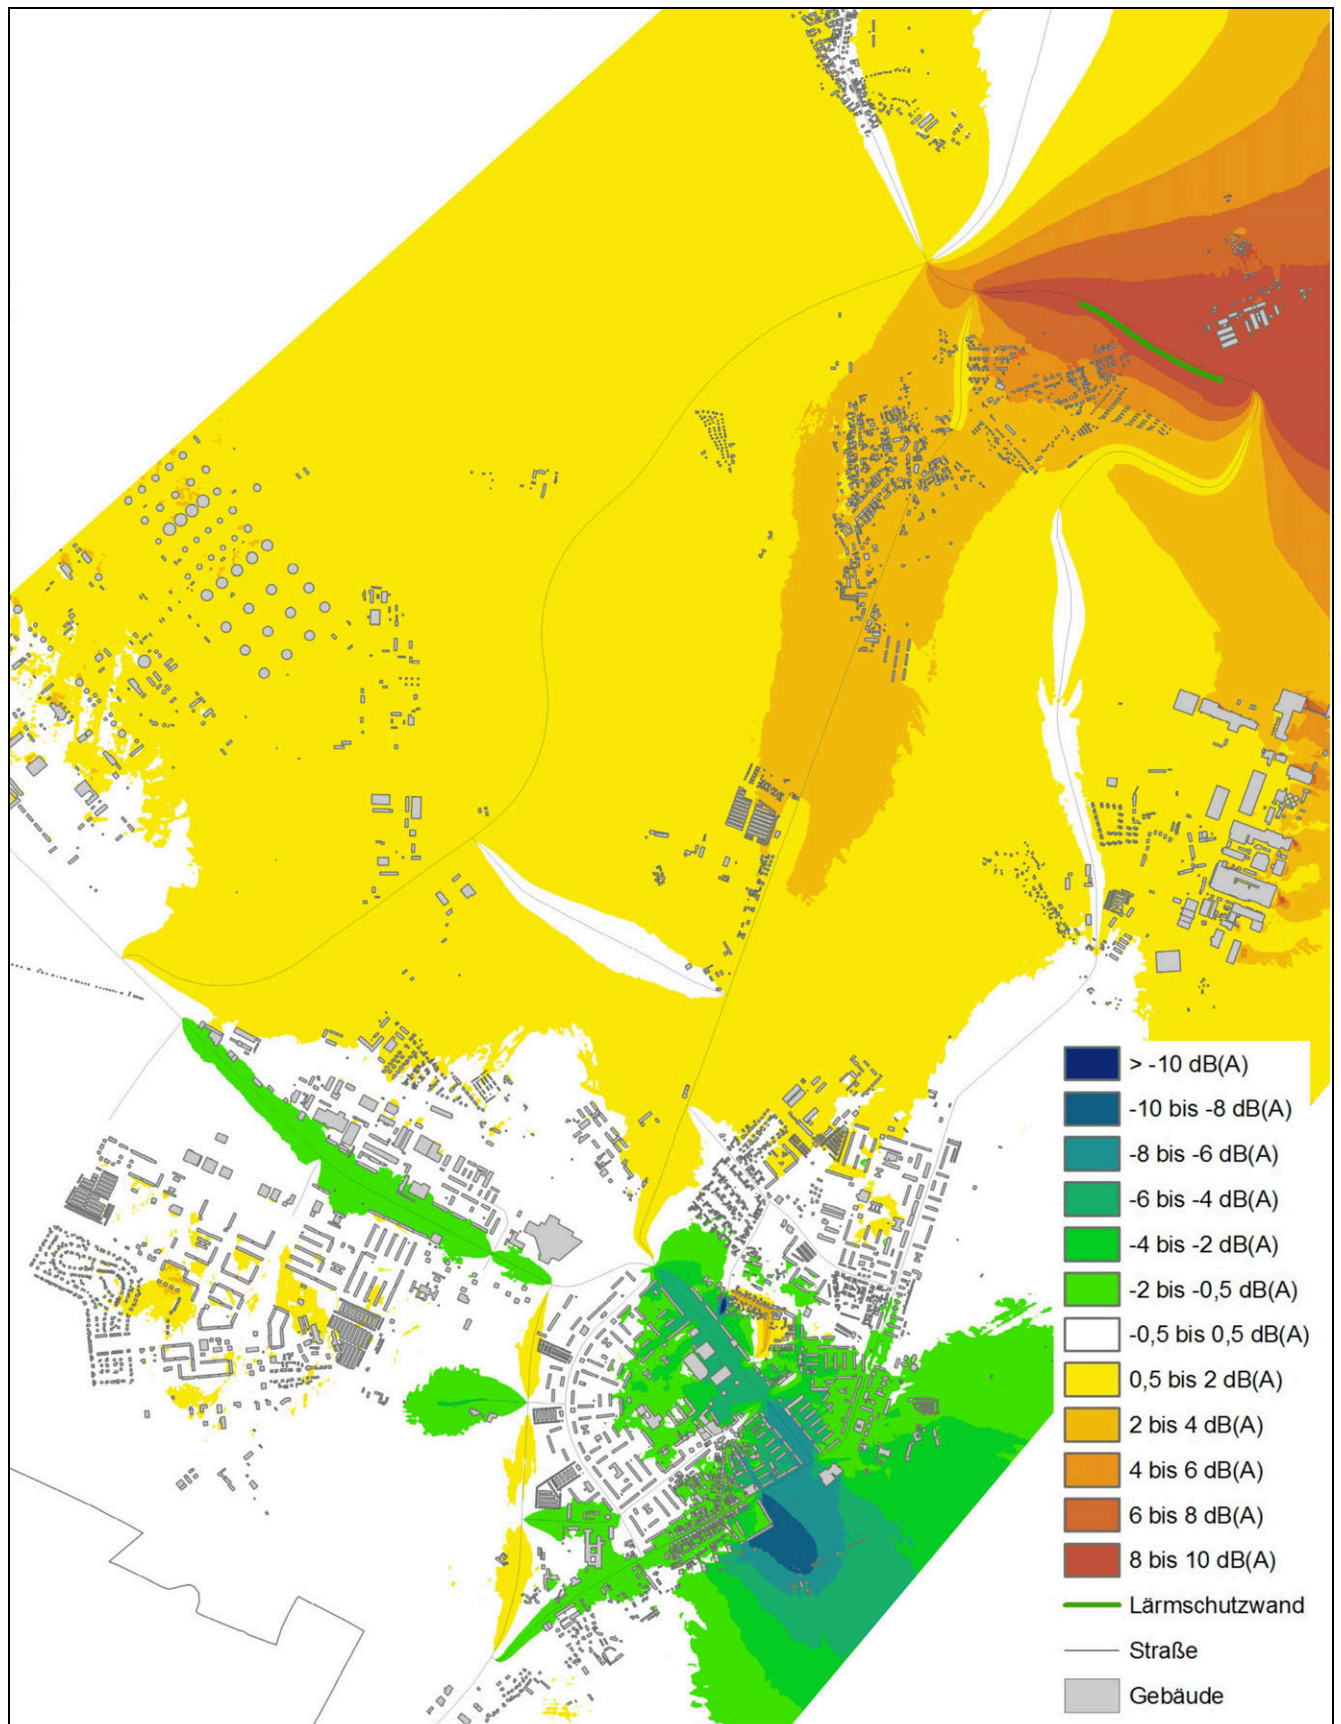 > -10 dB(A)
-10 bis -8 dB(A)
-8 bis -6 dB(A)
-6 bis -4 dB(A)
-4 bis -2 dB(A)
-2 bis -0,5 dB(A)
-0,5 bis 0,5 dB(A)
0,5 bis 2 dB(A)
2 bis 4 dB(A)
4 bis 6 dB(A)
6 bis 8 dB(A)
8 bis 10 dB(A)
Lärmschutzwand
Straße
Gebäude